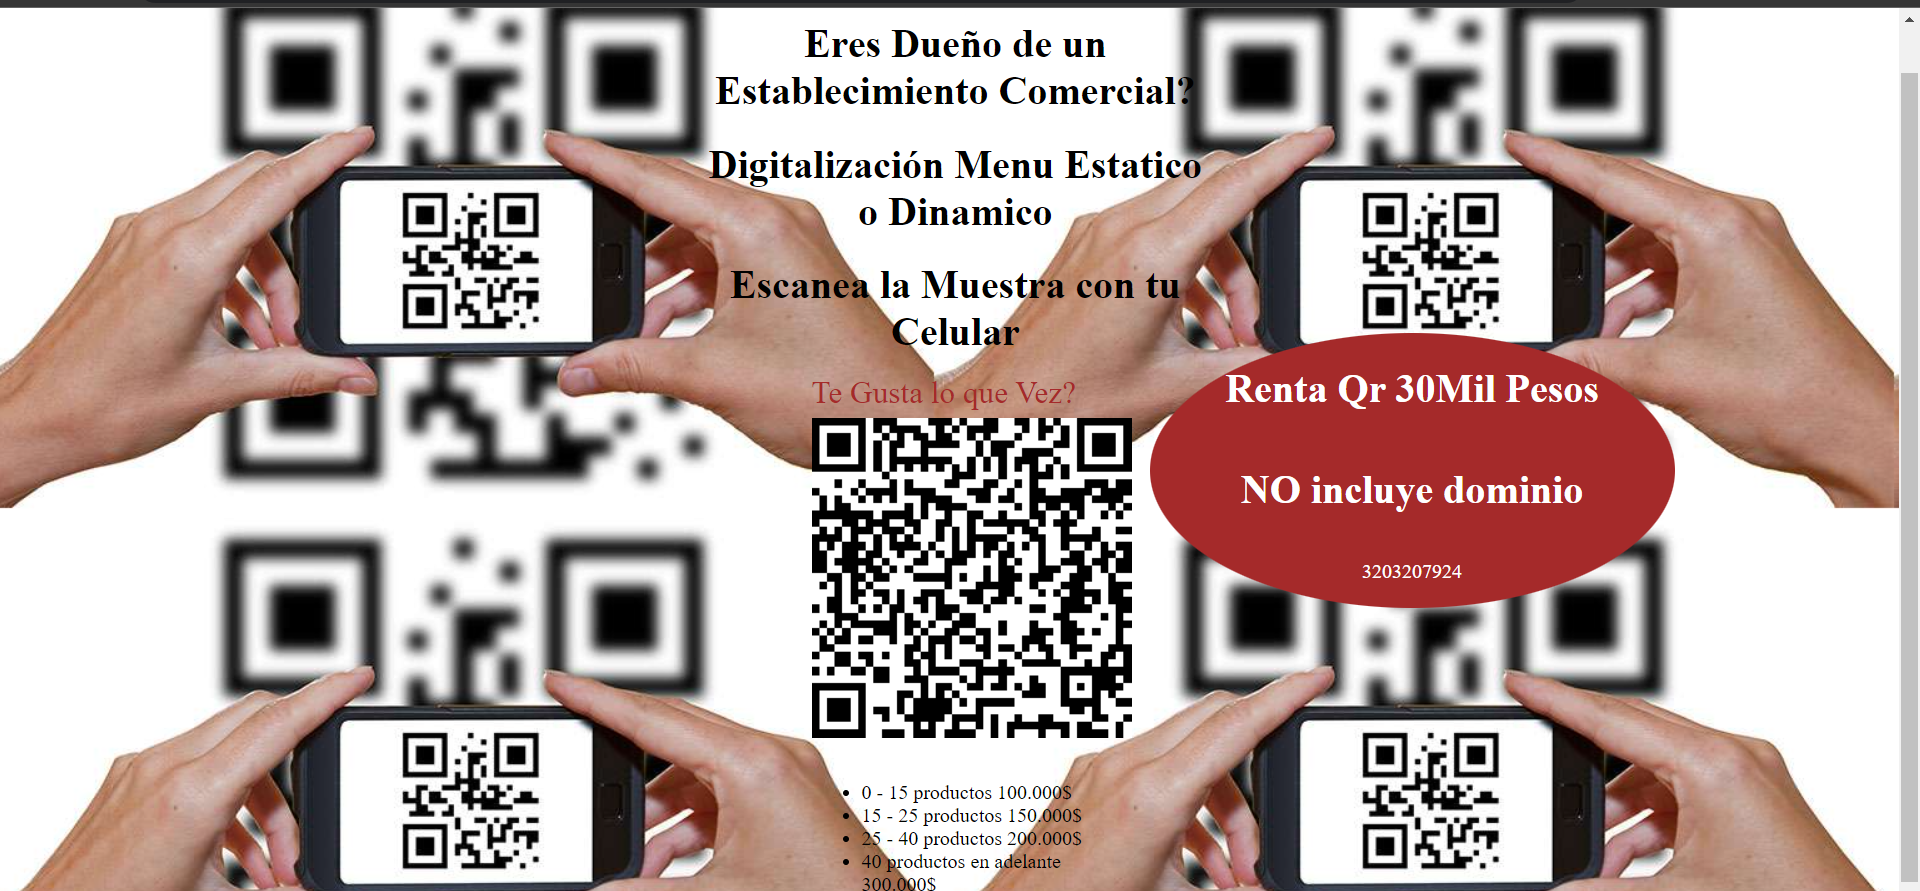 Eres Dueño de un
Establecimiento Comercial?
Digitalización Menu Estatico
o Dinamico
Escanea la Muestra con tu
Celular
Te Gusta lo que Vez?
Renta Qr 30Mil Pesos
NO incluye dominio
3203207924
0 - 15 productos 100.000$
15 - 25 productos 150.000$
25 - 40 productos 200.000$
40 productos en adelante
300.000$